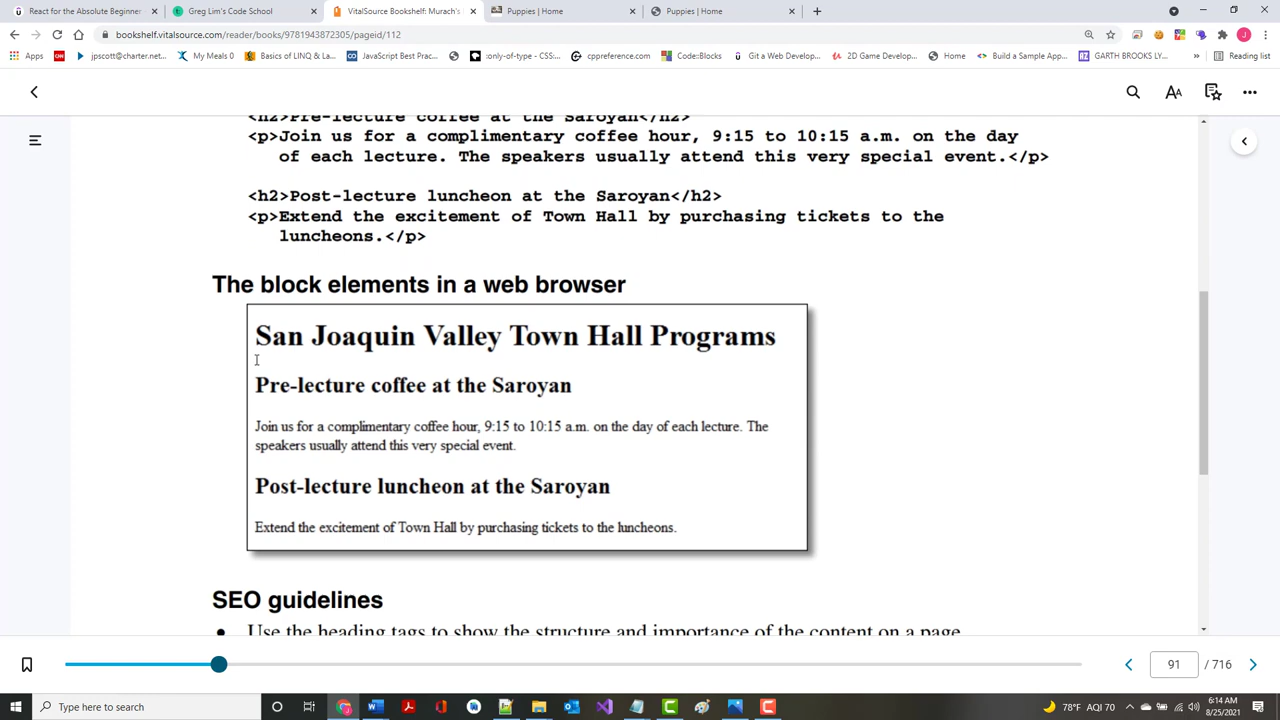 React for the Absolute Beginner
Greg Lim's Code School
VitalSource Bookshelf: Murach's
Puppies | Home
Puppies | Home
bookshelf.vitalsource.com/reader/books/9781943872305/pageid/112
Apps
jpscott@charter.net...
My Meals 0
Basics of LINQ & La...
JavaScript Best Prac...
:only-of-type - CSS:...
cppreference.com
Code::Blocks
Git a Web Develop...
2D Game Develop...
Home
Build a Sample App...
GARTH BROOKS LY...
»
Reading list
<h2>Pre-lecture coffee at the Saroyan</h2>
<p>Join us for a complimentary coffee hour, 9:15 to 10:15 a.m. on the day
of each lecture. The speakers usually attend this very special event.</p>
<h2>Post-lecture luncheon at the Saroyan</h2>
<p>Extend the excitement of Town Hall by purchasing tickets to the
luncheons.</p>
The block elements in a web browser
San Joaquin Valley Town Hall Programs
Pre-lecture coffee at the Saroyan
Join us for a complimentary coffee hour, 9:15 to 10:15 a.m. on the day of each lecture. The
speakers usually attend this very special event.
Post-lecture luncheon at the Saroyan
Extend the excitement of Town Hall by purchasing tickets to the luncheons.
SEO guidelines
• Use the heading tags to show the structure and importance of the content on a page.
91 / 716
Type here to search
78°F AQI 70
6:14 AM
8/25/2021